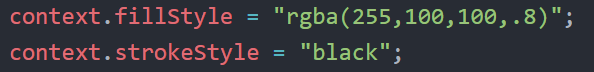 context.fillStyle = "rgba(255,100,100,.8)";
context.strokeStyle = "black";